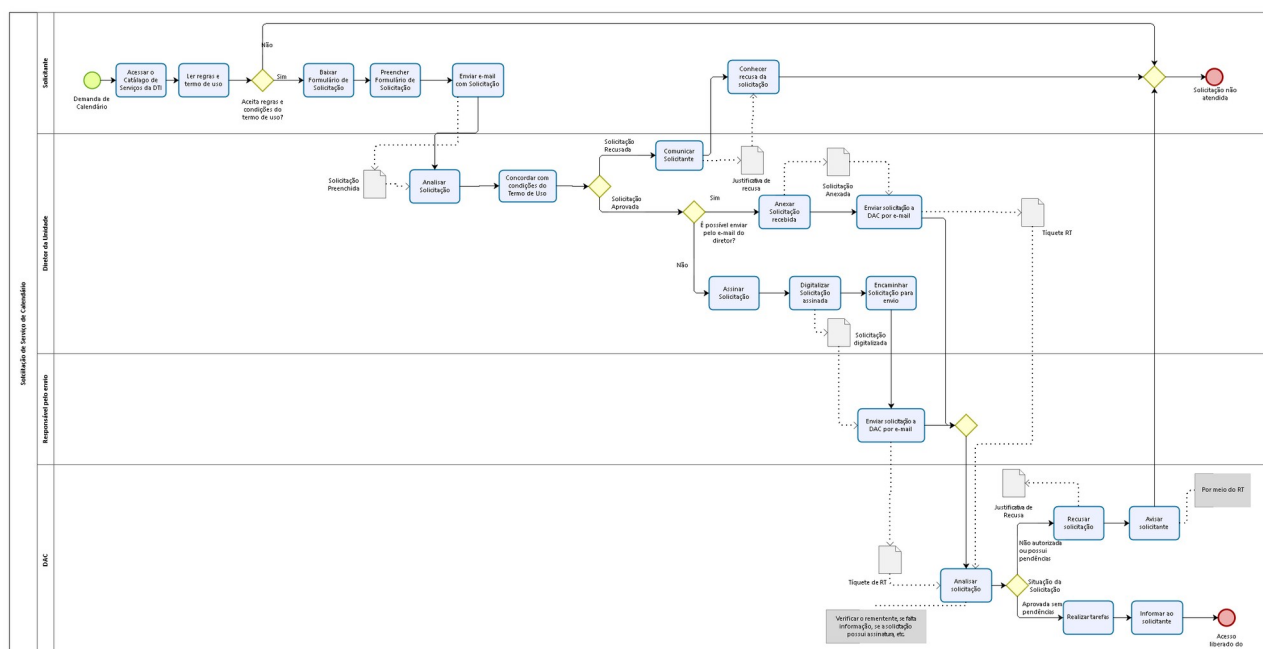 Solicitação de Serviço de Calendário
Solicitante
Demanda de
Calendário
Acessar o
Catálago de
Serviços da DTI
Ler regras e
termo de uso
Não
Sim
Aceita regras e
condições do
termo de uso?
Baixar
Formulário de
Solicitação
Preencher
Formulário de
Solicitação
Enviar e-mail
com Solicitação
Conhecer
recusa da
solicitação
Solicitação não
atendida
Diretor da Unidade
Solicitação
Preenchida
Analisar
Solicitação
Concordar com
condições do
Termo de Uso
Solicitação
Recusada
Solicitação
Aprovada
Comunicar
Solicitante
Justificativa de
recusa
Sim
É possível enviar
pelo e-mail do
diretor?
Não
Anexar
Solicitação
recebida
Solicitação
Anexada
Enviar solicitação a
DAC por e-mail
Tíquete RT
Assinar
Solicitação
Digitalizar
Solicitação
assinada
Encaminhar
Solicitação para
envio
Solicitação
digitalizada
Responsável pelo envio
Enviar solicitação a
DAC por e-mail
DAC
Tíquete de RT
Analisar
solicitação
Verificar o rementente, se falta
informação, se a solicitação
possui assinatura, etc.
Situação da
Solicitação
Não autorizada
ou possui
pendências
Aprovada sem
pendências
Justificativa de
Recusa
Recusar
solicitação
Avisar
solicitante
Por meio do RT
Realizar tarefas
Informar ao
solicitante
Acesso
liberado do